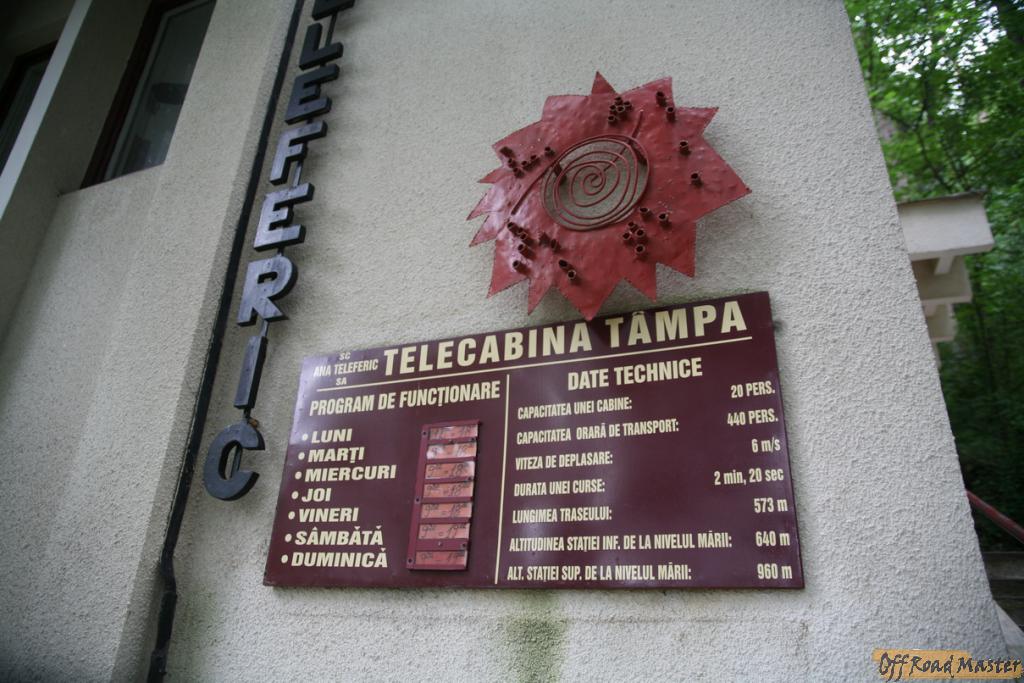 ELEFERIC
SC
ANA TELEFERIC
SA
TELECABINA TÂMPA
PROGRAM DE FUNCȚIONARE
• LUNI
• MARȚI
• MIERCURI
• JOI
• VINERI
• SÂMBĂTĂ
• DUMINICĂ
DATE TECHNICE
CAPACITATEA UNEI CABINE: 20 PERS.
CAPACITATEA ORARĂ DE TRANSPORT: 440 PERS.
VITEZA DE DEPLASARE: 6 m/s
DURATA UNEI CURSE: 2 min, 20 sec
LUNGIMEA TRASEULUI: 573 m
ALTITUDINEA STAȚIEI INF. DE LA NIVELUL MĂRII: 640 m
ALT. STAȚIEI SUP. DE LA NIVELUL MĂRII: 960 m
Off Road Master